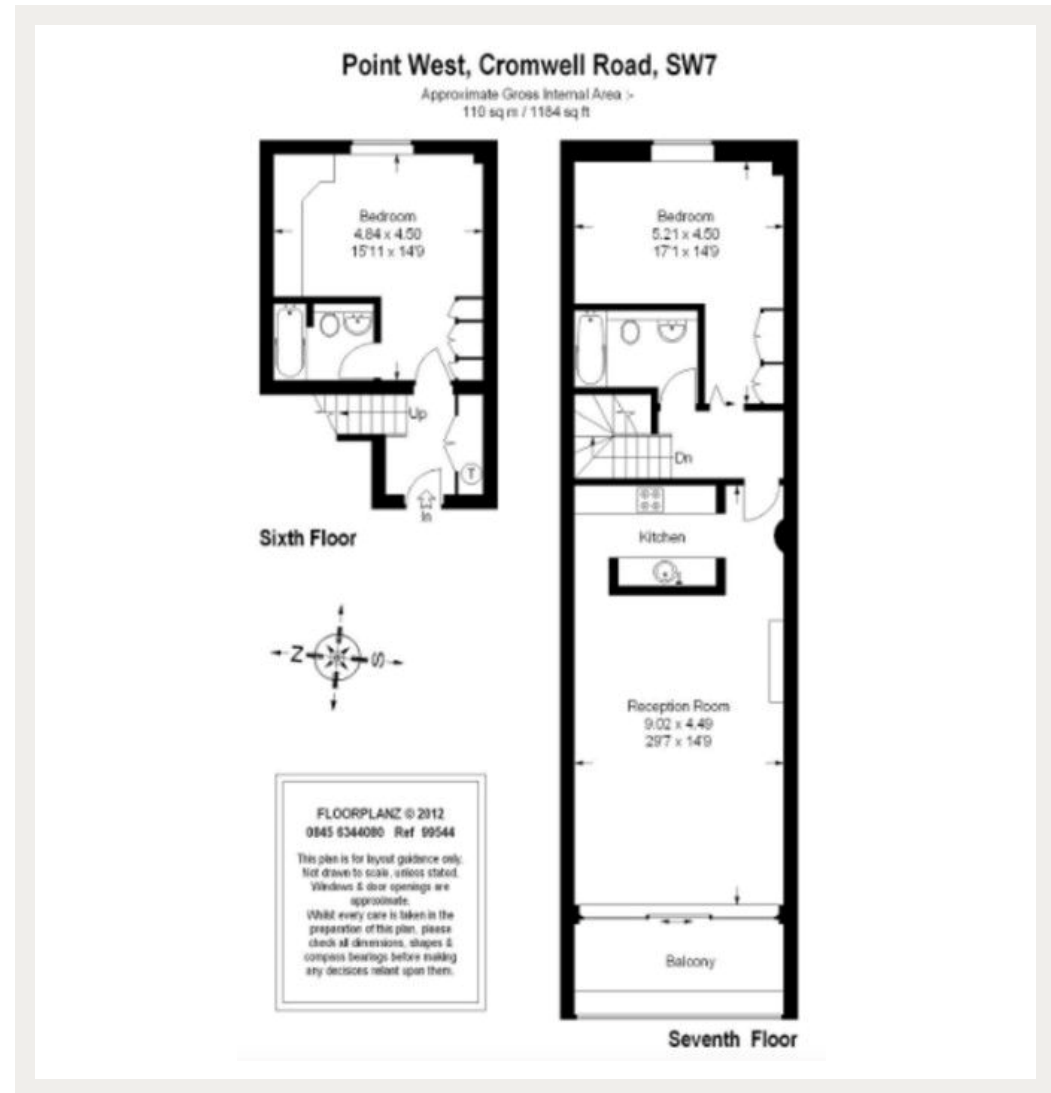 Point West, Cromwell Road, SW7
Approximate Gross Internal Area :-
110 sq m / 1184 sq ft
Bedroom
4.84 x 4.50
15'11 x 14'9
Up
T
In
Sixth Floor
Bedroom
5.21 x 4.50
17'1 x 14'9
Dn
Kitchen
Reception Room
9.02 x 4.49
29'7 x 14'9
Balcony
Seventh Floor
N
S
FLOORPLANZ © 2012
0845 6344080 Ref 99544
This plan is for layout guidance only.
Not drawn to scale, unless stated.
Windows & door openings are
approximate.
Whilst every care is taken in the
preparation of this plan, please
check all dimensions, shapes &
compass bearings before making
any decisions reliant upon them.